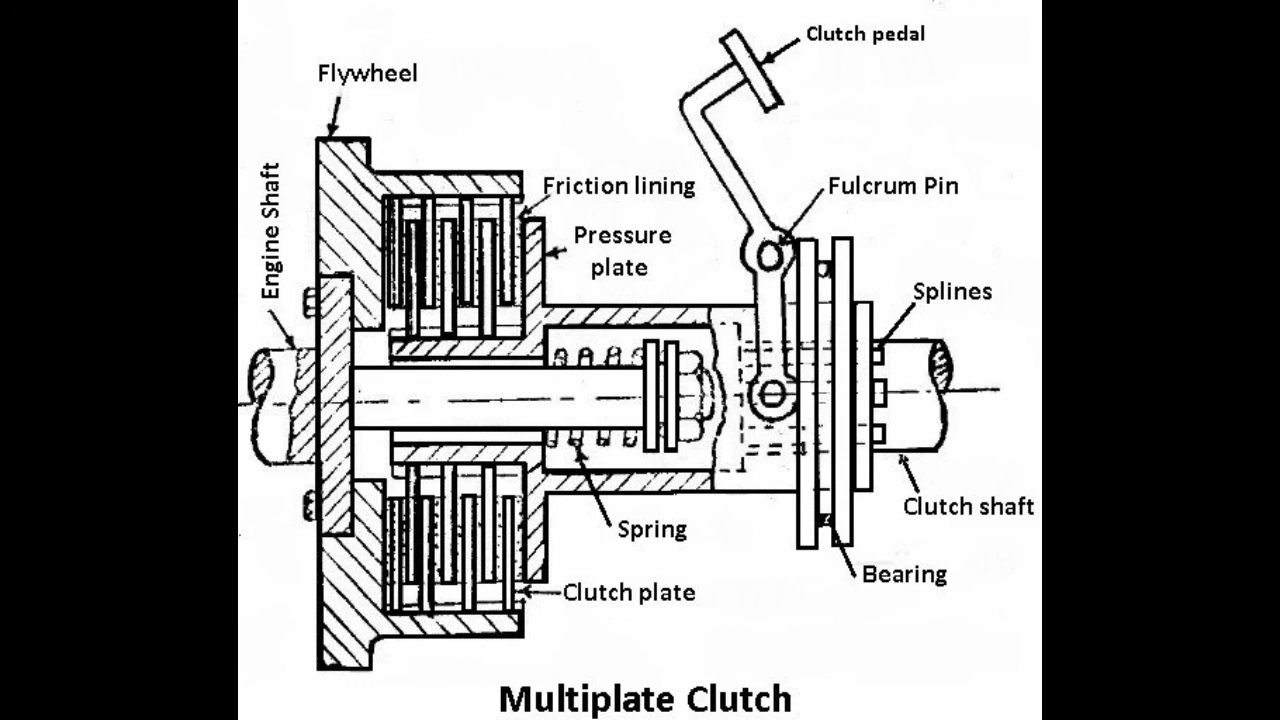 Clutch pedal
Flywheel
Engine Shaft
Friction lining
Fulcrum Pin
Pressure
plate
Splines
Clutch shaft
Spring
Bearing
Clutch plate
Multiplate Clutch